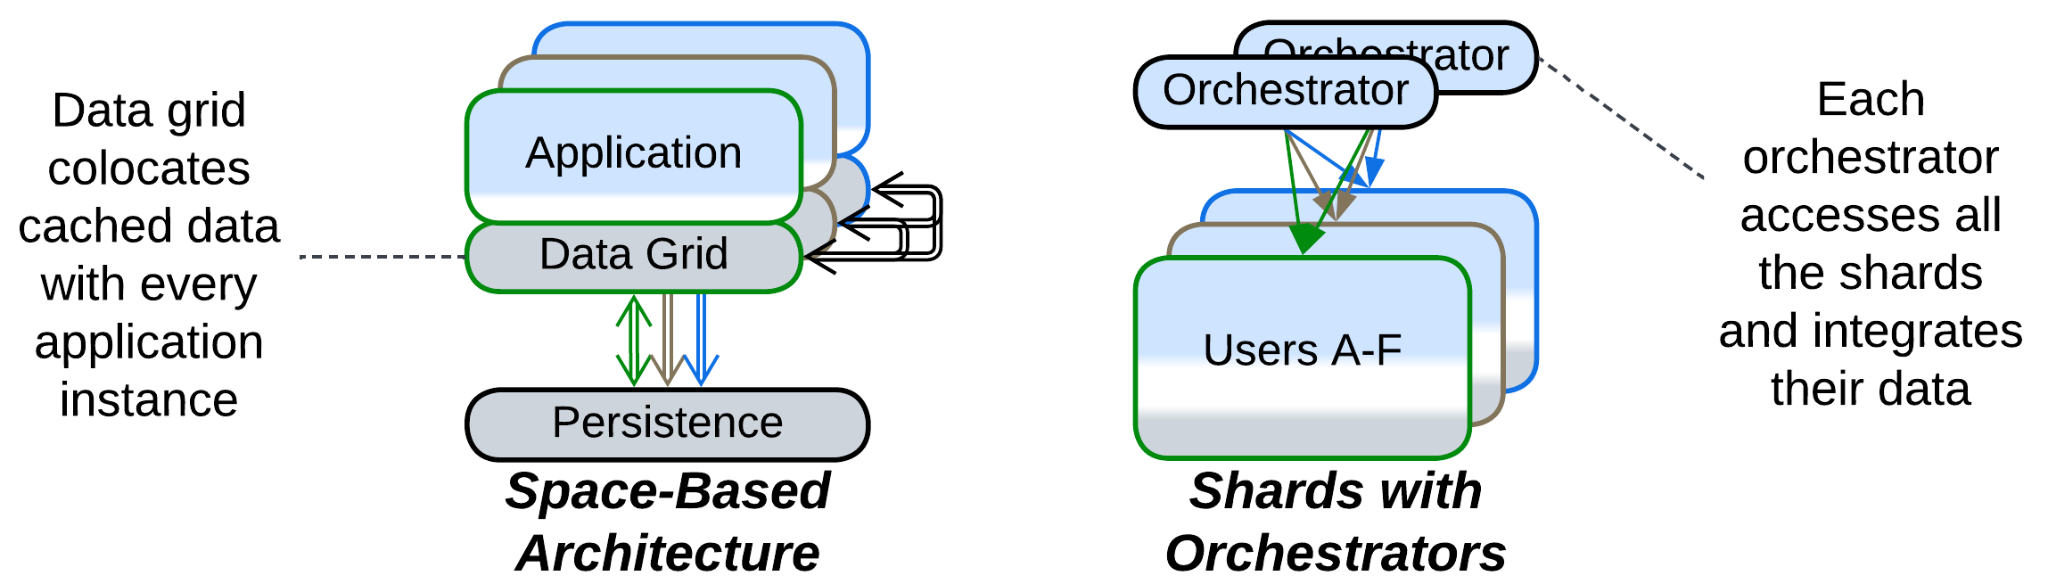 Data grid
colocates
cached data
with every
application
instance
Application
Data Grid
Persistence
Space-Based
Architecture
Orchestrator
Orchestrator
Users A-F
Shards with
Orchestrators
Each
orchestrator
accesses all
the shards
and integrates
their data